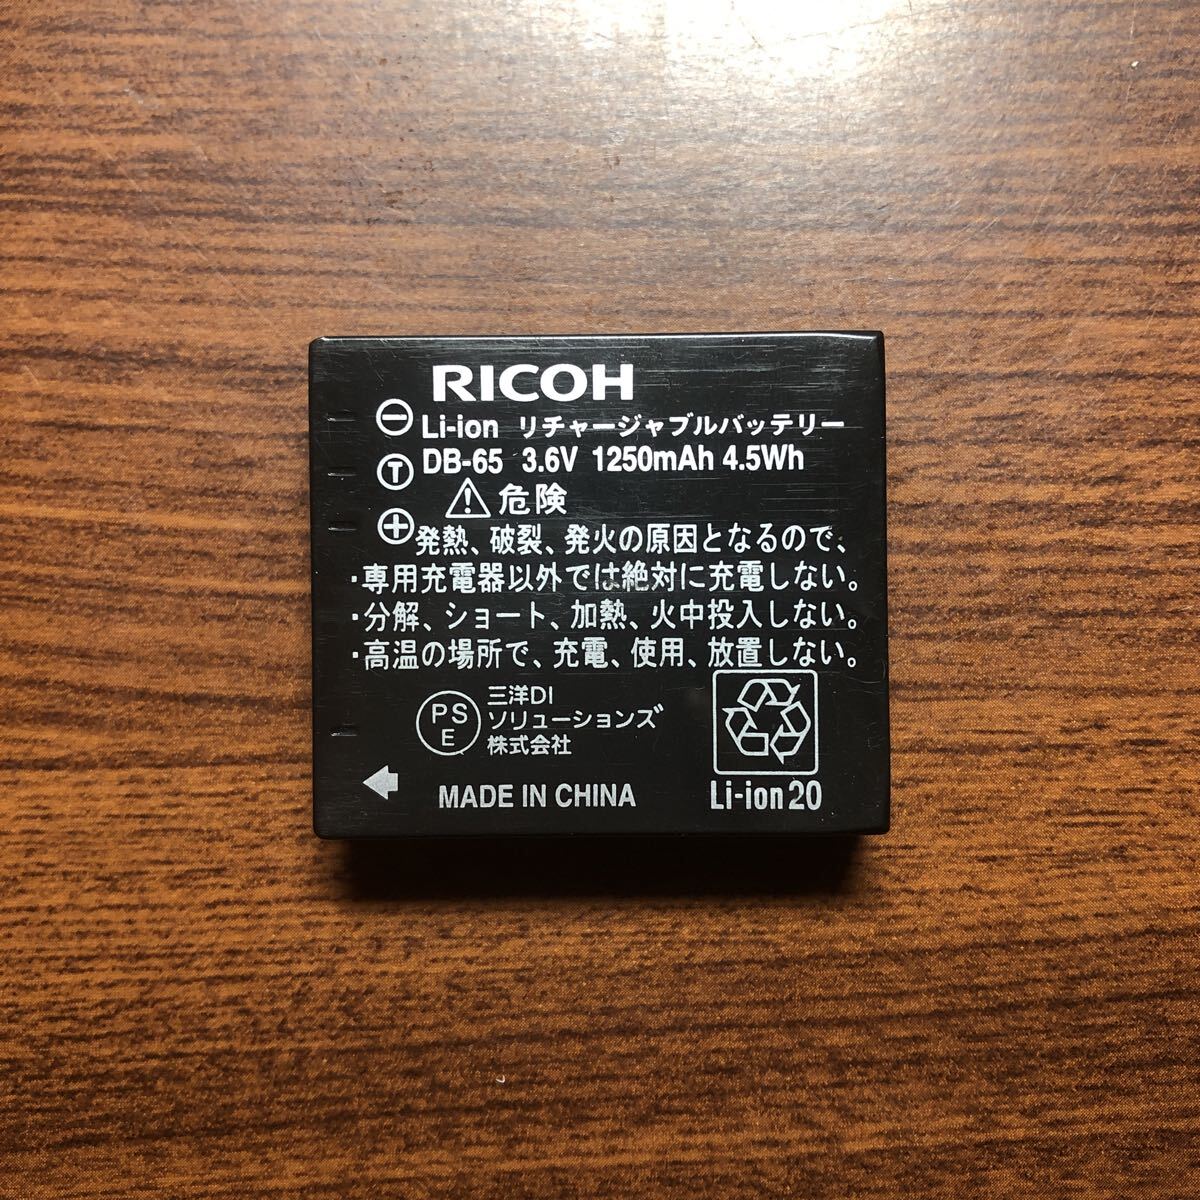 RICOH
⊖ Li-ion リチャージャブルバッテリー
Ⓣ DB-65 3.6V 1250mAh 4.5Wh
⚠ 危険
⊕ 発熱、破裂、発火の原因となるので、
・専用充電器以外では絶対に充電しない。
・分解、ショート、加熱、火中投入しない。
・高温の場所で、充電、使用、放置しない。
PS
E
三洋DI
ソリューションズ
株式会社
MADE IN CHINA
Li-ion 20